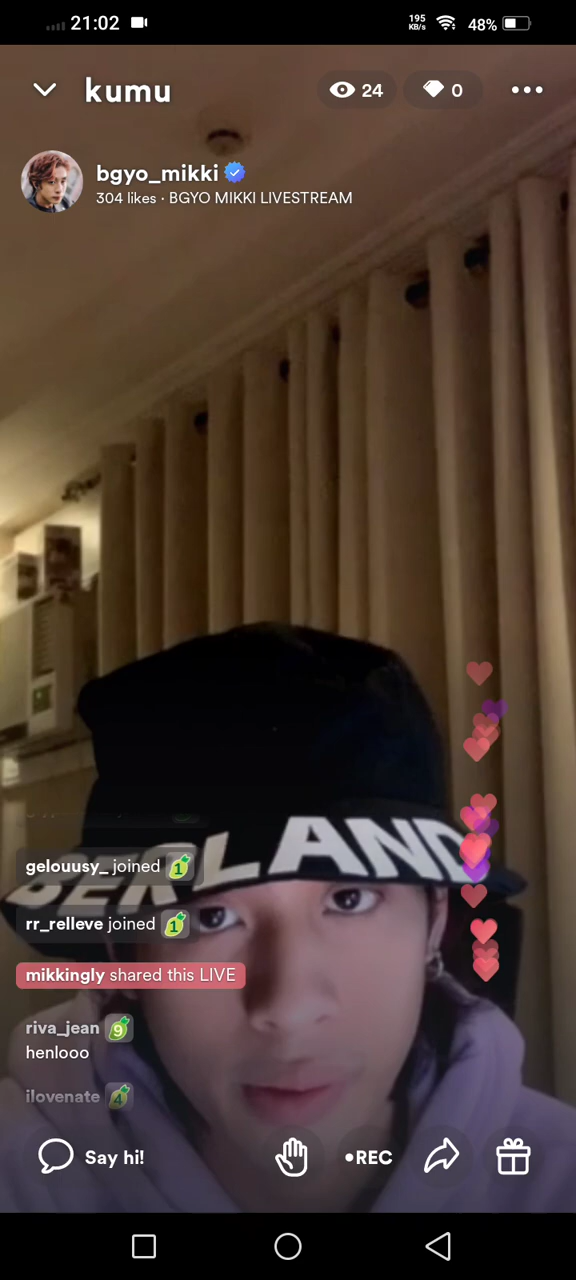 21:02
195
KB/s
48%
kumu
24
0
bgyo_mikki
304 likes · BGYO MIKKI LIVESTREAM
BERLAND
gelouusy_ joined 1
rr_relleve joined 1
mikkingly shared this LIVE
riva_jean 9
henlooo
ilovenate 4
Say hi!
•REC